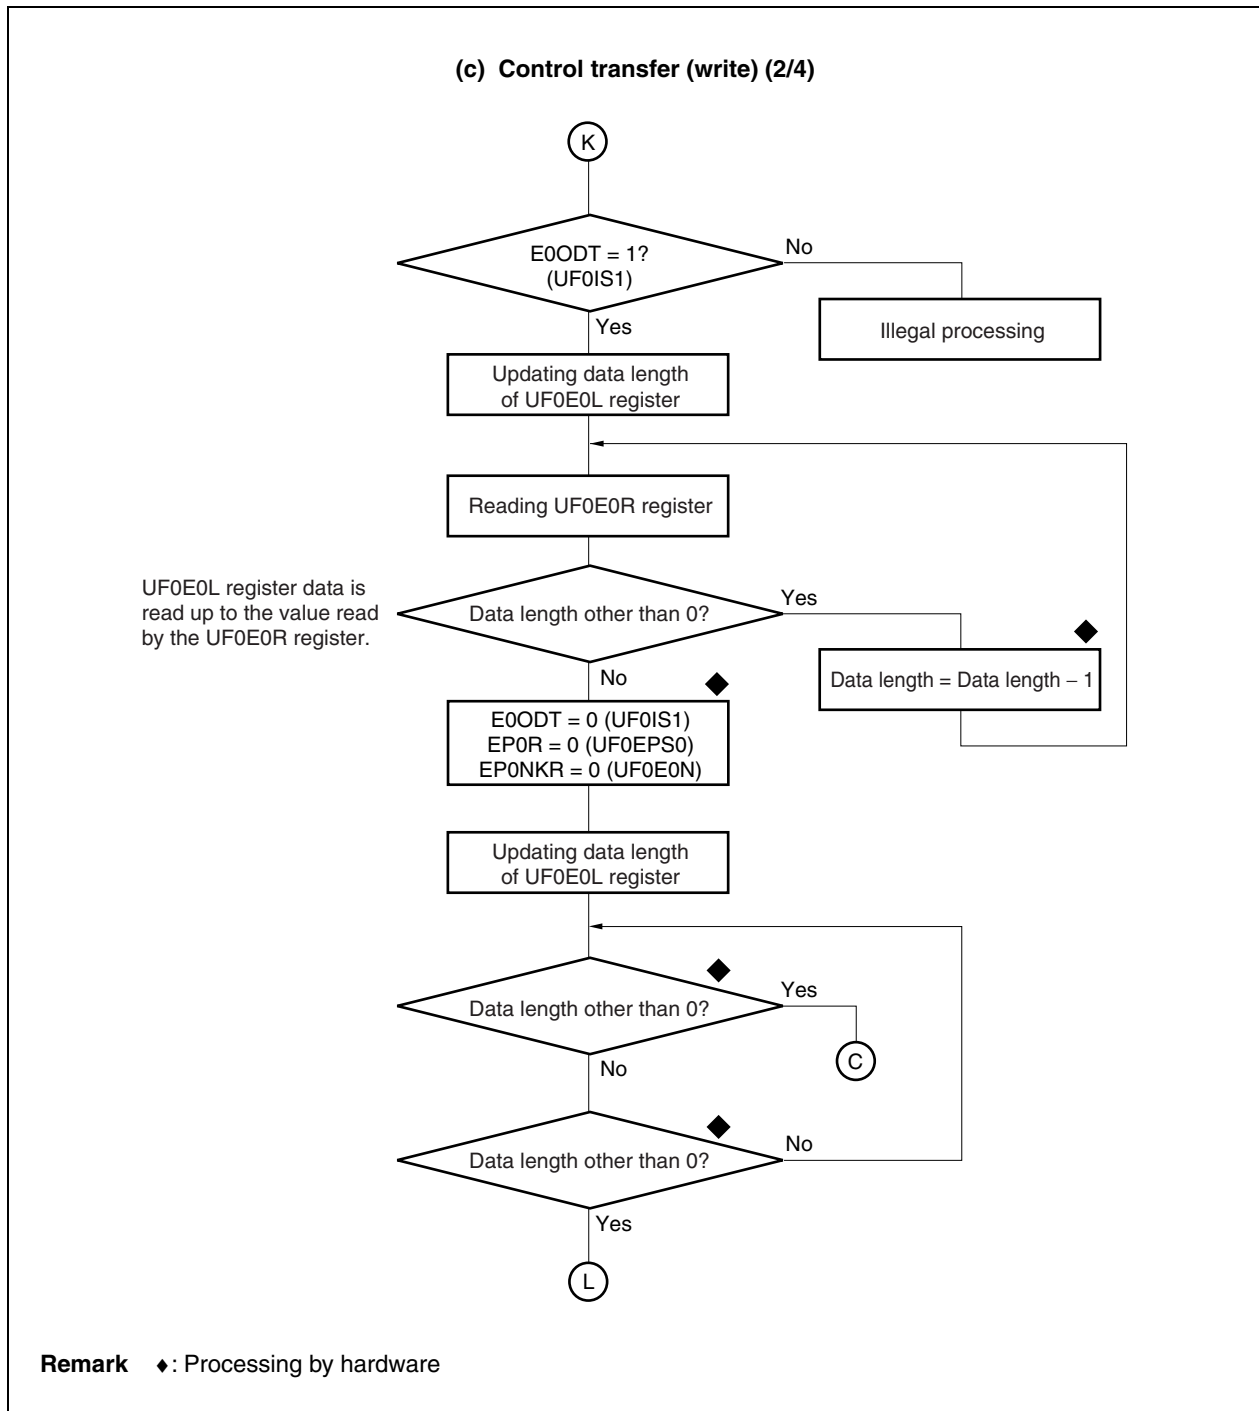 (c) Control transfer (write) (2/4)
K
E0ODT = 1?
(UF0IS1)
No
Illegal processing
Yes
Updating data length
of UF0E0L register
Reading UF0E0R register
UF0E0L register data is
read up to the value read
by the UF0E0R register.
Data length other than 0?
Yes
Data length = Data length − 1
No
E0ODT = 0 (UF0IS1)
EP0R = 0 (UF0EPS0)
EP0NKR = 0 (UF0E0N)
Updating data length
of UF0E0L register
Data length other than 0?
Yes
C
No
Data length other than 0?
No
Yes
L
Remark ♦: Processing by hardware